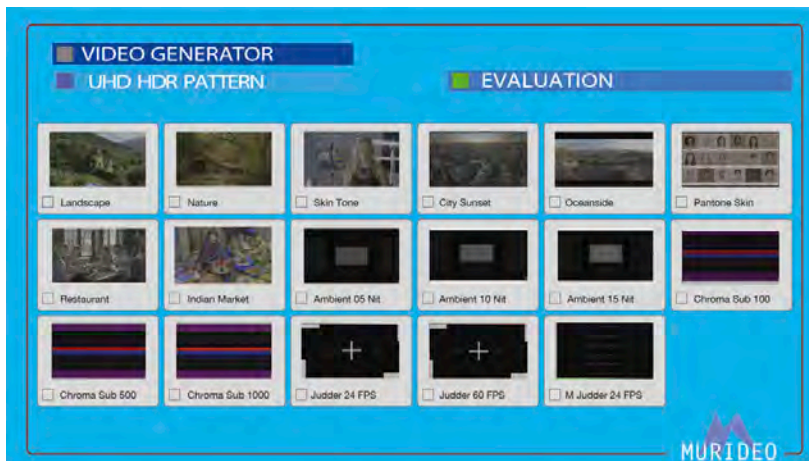 VIDEO GENERATOR
UHD HDR PATTERN
EVALUATION
Landscape
Nature
Skin Tone
City Sunset
Oceanside
Pantone Skin
Restaurant
Indian Market
Ambient 05 Nit
Ambient 10 Nit
Ambient 15 Nit
Chroma Sub 100
Chroma Sub 500
Chroma Sub 1000
Judder 24 FPS
Judder 60 FPS
M Judder 24 FPS
MURIDEO